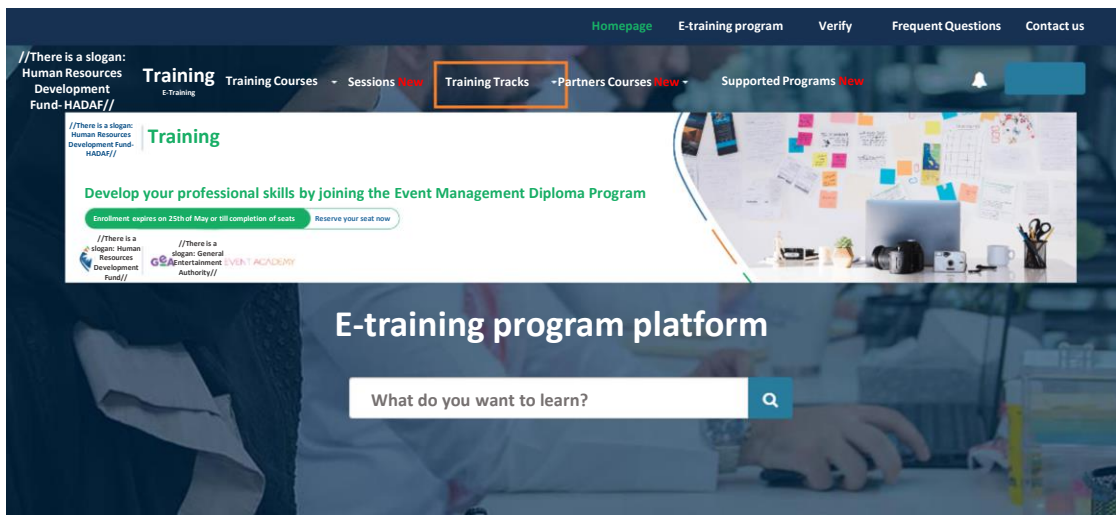 Homepage E-training program Verify Frequent Questions Contact us
//There is a slogan:
Human Resources
Development
Fund- HADAF//
Training
E-Training
Training Courses Sessions New Training Tracks Partners Courses New Supported Programs New
//There is a slogan:
Human Resources
Development Fund-
HADAF//
Training
Develop your professional skills by joining the Event Management Diploma Program
Enrollment expires on 25th of May or till completion of seats Reserve your seat now
//There is a
slogan: Human
Resources
Development
Fund//
//There is a
slogan: General
Entertainment
Authority//
GEA
EVENT ACADEMY
E-training program platform
What do you want to learn?